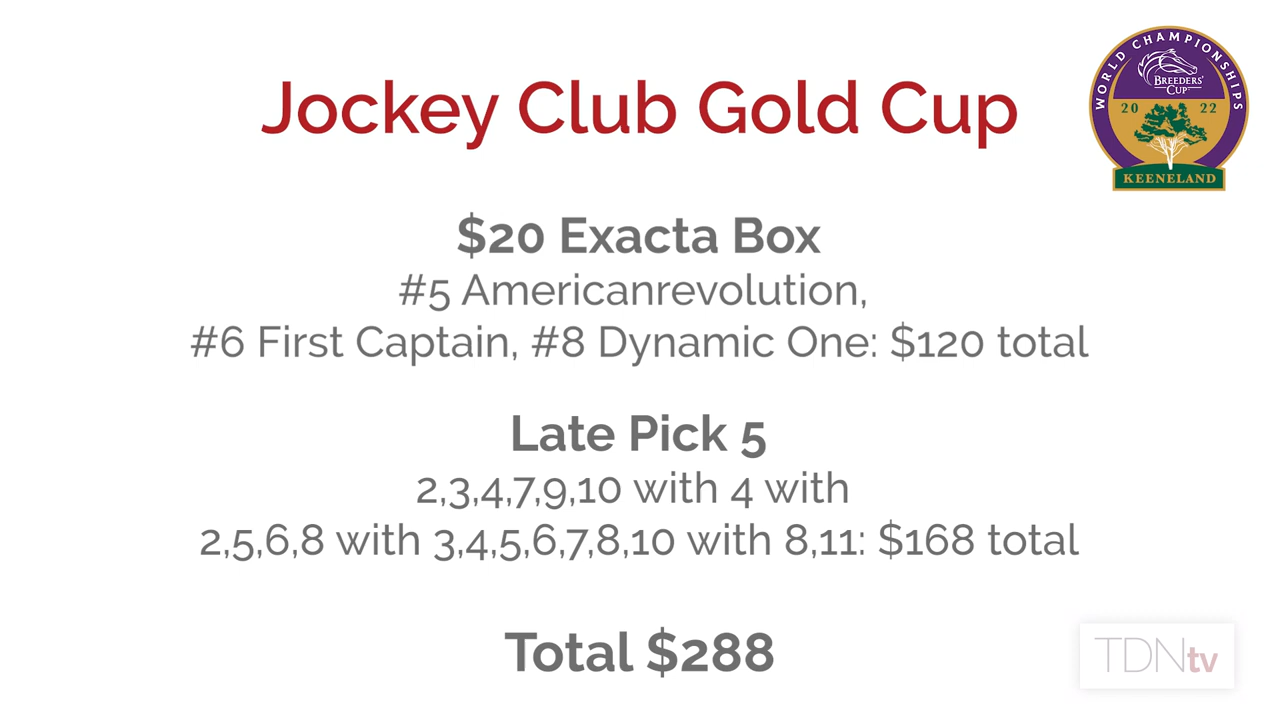 Jockey Club Gold Cup
WORLD CHAMPIONSHIPS
BREEDERS'
CUP
20 22
KEENELAND
$20 Exacta Box
#5 Americanrevolution,
#6 First Captain, #8 Dynamic One: $120 total
Late Pick 5
2,3,4,7,9,10 with 4 with
2,5,6,8 with 3,4,5,6,7,8,10 with 8,11: $168 total
Total $288
TDNtv